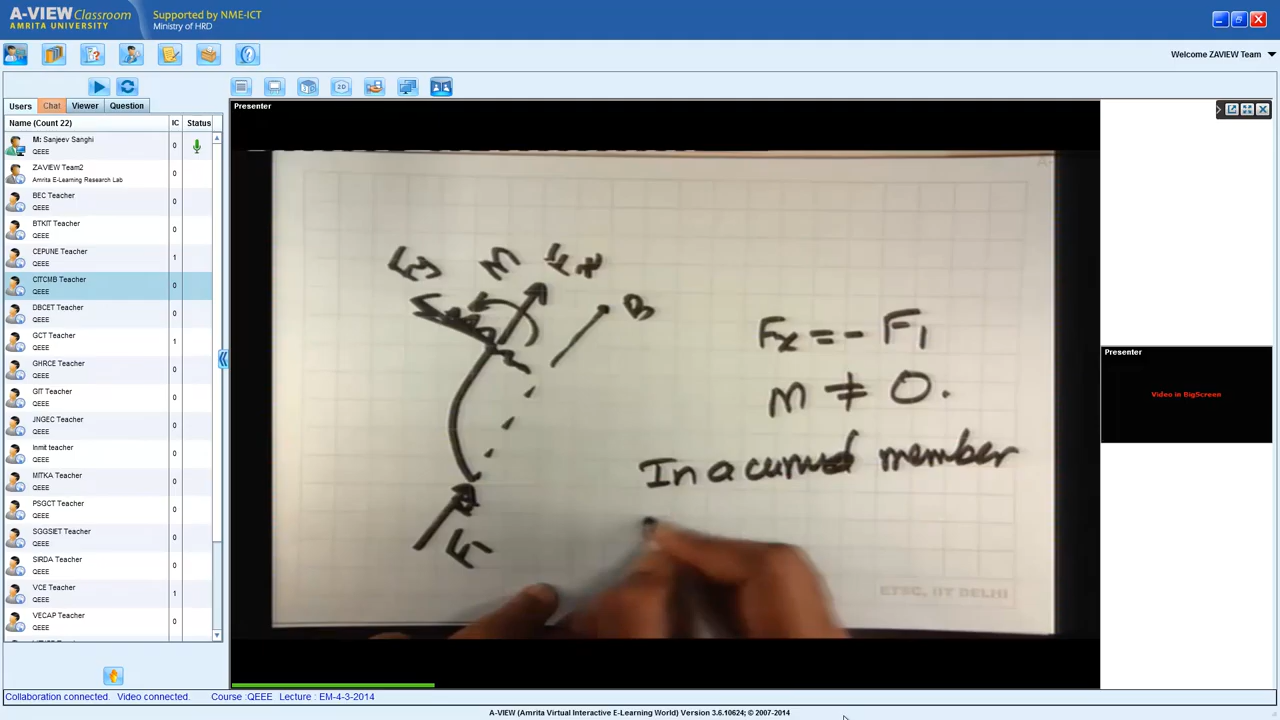 A-VIEW Classroom
AMRITA UNIVERSITY
Supported by NME-ICT
Ministry of HRD
Welcome ZAVIEW Team
Users Chat Viewer Question
Name (Count 22) IC Status
M: Sanjeev Sanghi
QEEE
0
ZAVIEW Team2
Amrita E-Learning Research Lab
0
BEC Teacher
QEEE
0
BTKIT Teacher
QEEE
0
CEPUNE Teacher
QEEE
1
CITCMB Teacher
QEEE
0
DBCET Teacher
QEEE
0
GCT Teacher
QEEE
1
GHRCE Teacher
QEEE
0
GIT Teacher
QEEE
0
JNGEC Teacher
QEEE
0
Inmit teacher
QEEE
0
MITKA Teacher
QEEE
0
PSGCT Teacher
QEEE
0
SGGSIET Teacher
QEEE
0
SIRDA Teacher
QEEE
0
VCE Teacher
QEEE
1
VECAP Teacher
QEEE
0
2D
Presenter
M
B
Fx = - F1
M ≠ 0.
In a curved member
ETSC, IIT DELHI
Presenter
Video in BigScreen
Collaboration connected. Video connected. Course :QEEE Lecture : EM-4-3-2014
A-VIEW (Amrita Virtual Interactive E-Learning World) Version 3.6.10624; © 2007-2014